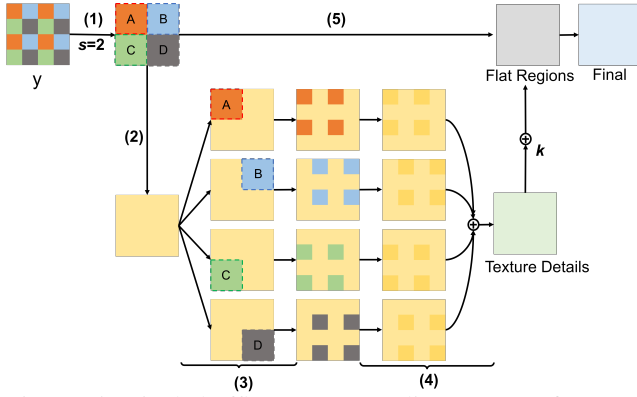 (1)
A B
(5)
s=2
C D
y
Flat Regions Final
A
(2)
k
B
C
Texture Details
D
(3)
(4)